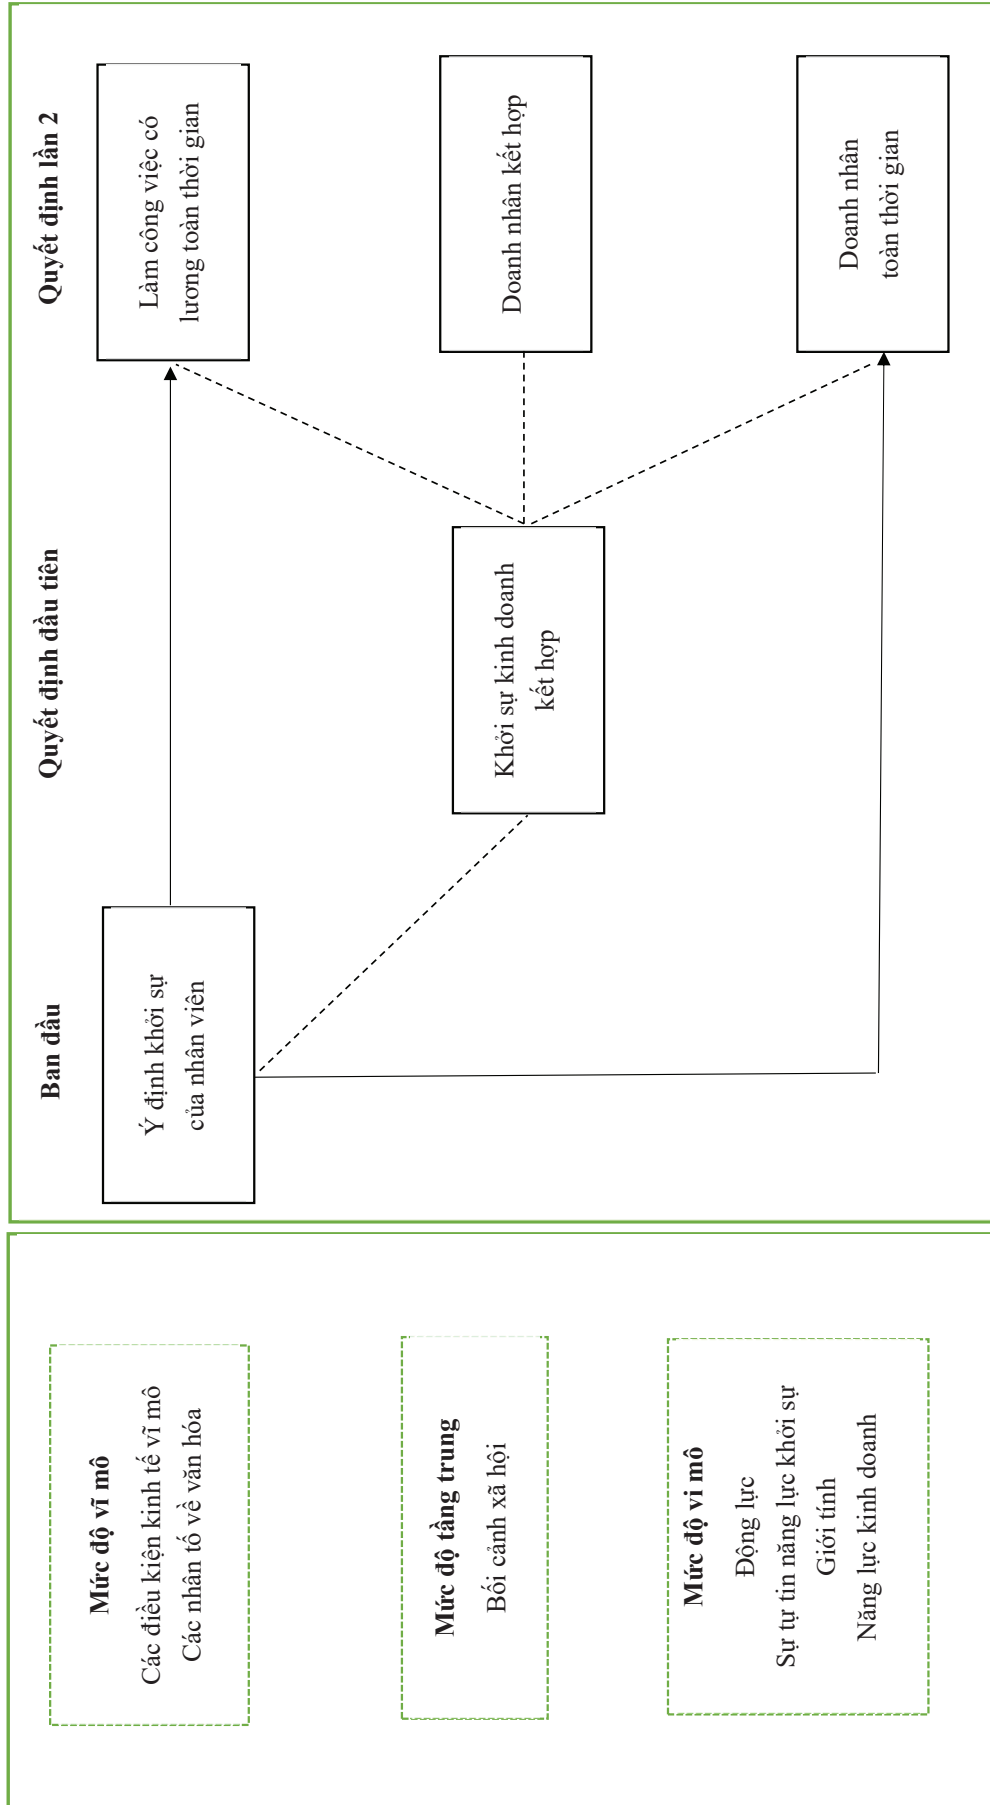 Mức độ vĩ mô
Các điều kiện kinh tế vĩ mô
Các nhân tố về văn hóa
Mức độ tầng trung
Bối cảnh xã hội
Mức độ vi mô
Động lực
Sự tự tin năng lực khởi sự
Giới tính
Năng lực kinh doanh
Ban đầu
Quyết định đầu tiên
Quyết định lần 2
Ý định khởi sự
của nhân viên
Khởi sự kinh doanh
kết hợp
Làm công việc có
lương toàn thời gian
Doanh nhân kết hợp
Doanh nhân
toàn thời gian